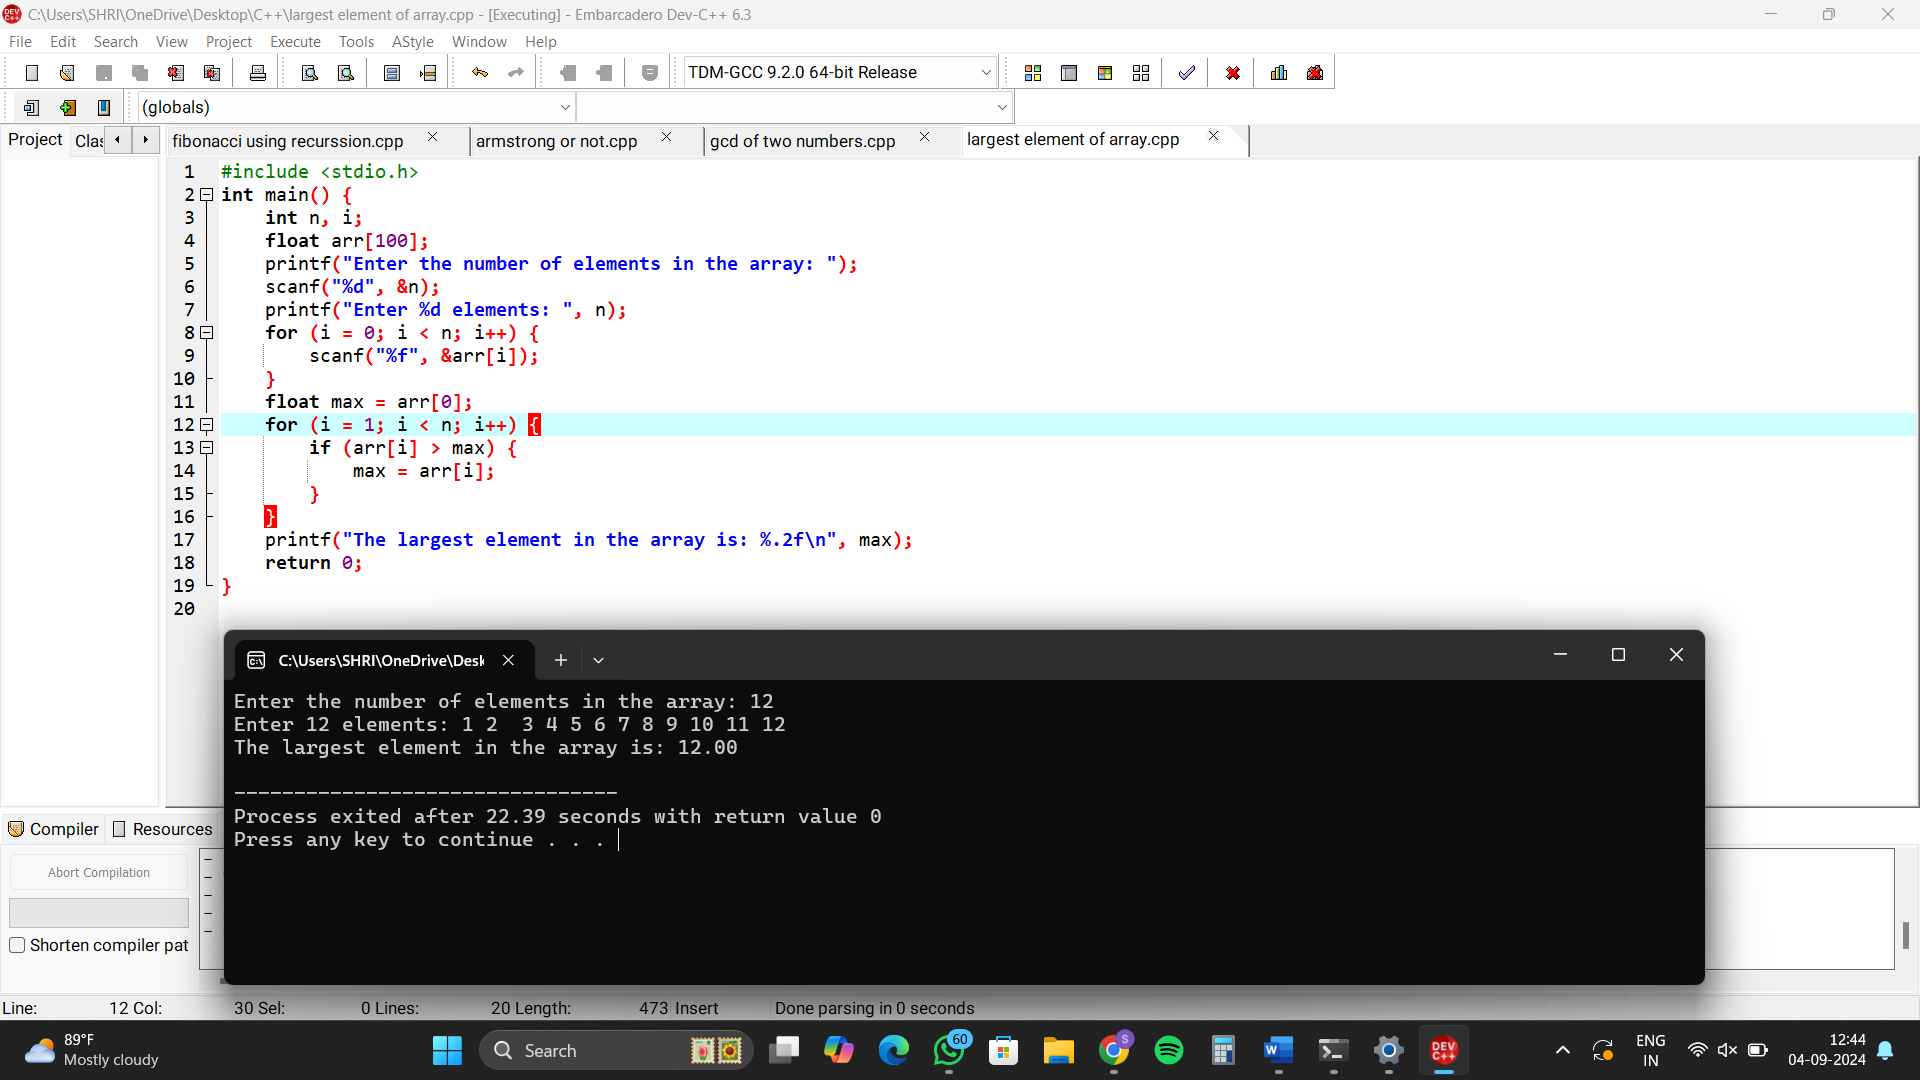 C:\Users\SHRI\OneDrive\Desktop\C++\largest element of array.cpp - [Executing] - Embarcadero Dev-C++ 6.3
File Edit Search View Project Execute Tools AStyle Window Help
TDM-GCC 9.2.0 64-bit Release
(globals)
Project Clas fibonacci using recurssion.cpp armstrong or not.cpp gcd of two numbers.cpp largest element of array.cpp
1 #include <stdio.h>
2 int main() {
3 int n, i;
4 float arr[100];
5 printf("Enter the number of elements in the array: ");
6 scanf("%d", &n);
7 printf("Enter %d elements: ", n);
8 for (i = 0; i < n; i++) {
9 scanf("%f", &arr[i]);
10 }
11 float max = arr[0];
12 for (i = 1; i < n; i++) {
13 if (arr[i] > max) {
14 max = arr[i];
15 }
16 }
17 printf("The largest element in the array is: %.2f\n", max);
18 return 0;
19 }
20
C:\Users\SHRI\OneDrive\Desk
Enter the number of elements in the array: 12
Enter 12 elements: 1 2  3 4 5 6 7 8 9 10 11 12
The largest element in the array is: 12.00
--------------------------------
Process exited after 22.39 seconds with return value 0
Press any key to continue . . .
Compiler Resources
Abort Compilation
Shorten compiler pat
Line: 12 Col: 30 Sel: 0 Lines: 20 Length: 473 Insert Done parsing in 0 seconds
89°F
Mostly cloudy
Search
60
S
DEV C++
ENG
IN
12:44
04-09-2024